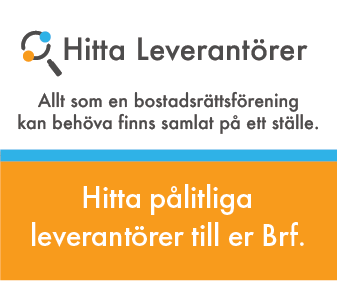 Hitta Leverantörer
Allt som en bostadsrättsförening
kan behöva finns samlat på ett ställe.
Hitta pålitliga
leverantörer till er Brf.